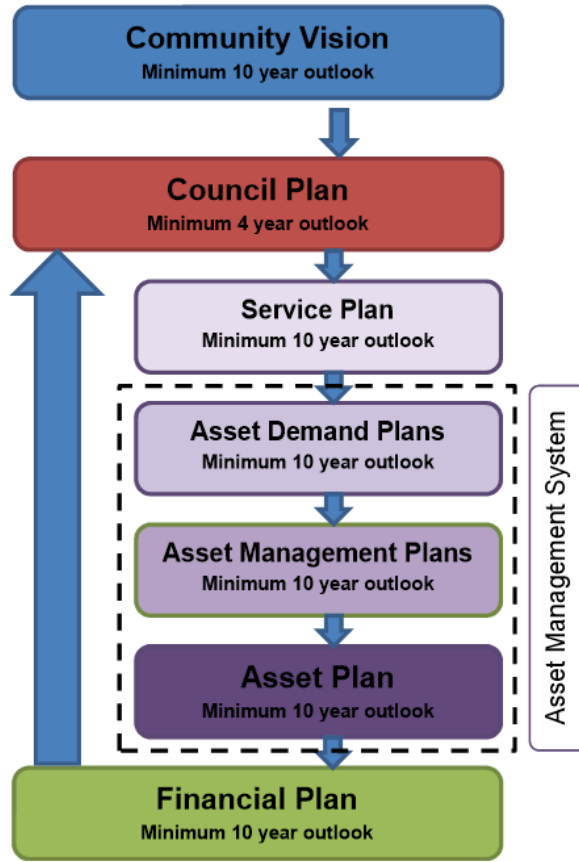 Community Vision
Minimum 10 year outlook
Council Plan
Minimum 4 year outlook
Service Plan
Minimum 10 year outlook
Asset Demand Plans
Minimum 10 year outlook
Asset Management Plans
Minimum 10 year outlook
Asset Plan
Minimum 10 year outlook
Asset Management System
Financial Plan
Minimum 10 year outlook